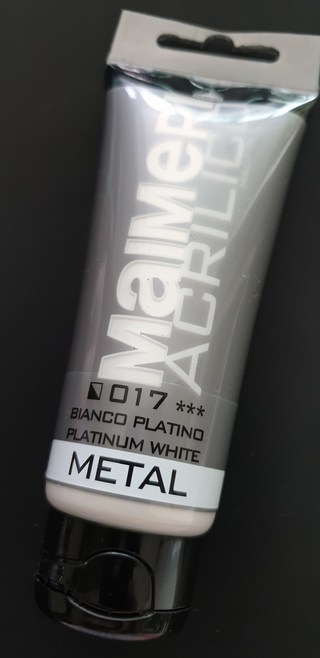 MaiMeri
ACRILICO
017 ***
BIANCO PLATINO
PLATINUM WHITE
METAL